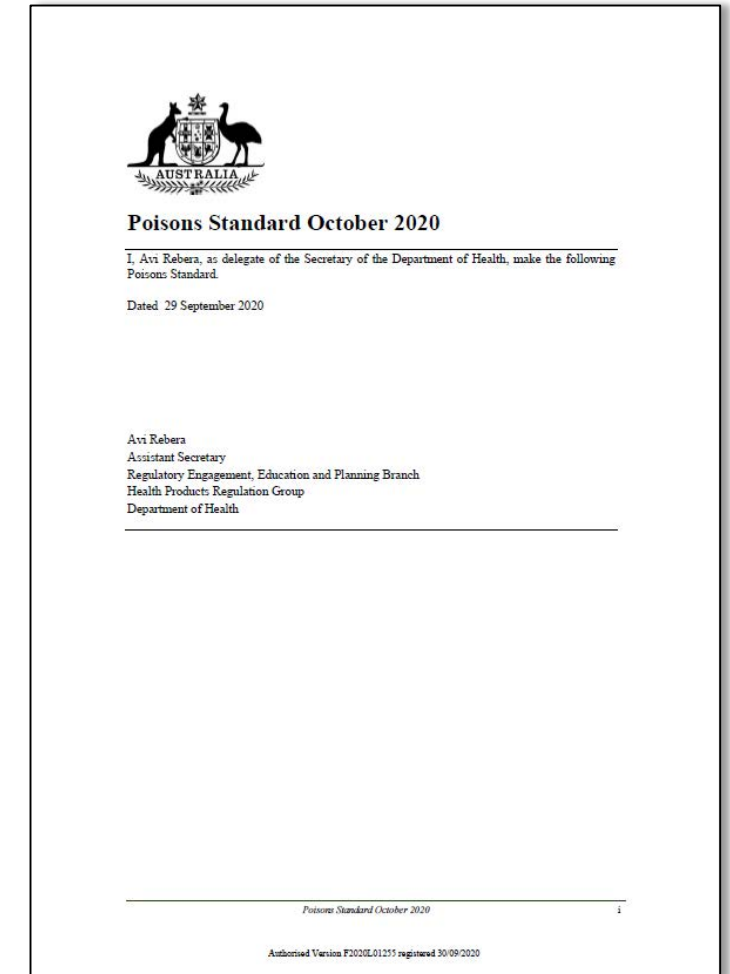 AUSTRALIA
Poisons Standard October 2020
I, Avi Rebera, as delegate of the Secretary of the Department of Health, make the following
Poisons Standard.
Dated 29 September 2020
Avi Rebera
Assistant Secretary
Regulatory Engagement, Education and Planning Branch
Health Products Regulation Group
Department of Health
Poisons Standard October 2020 i
Authorised Version F2020L01255 registered 30/09/2020